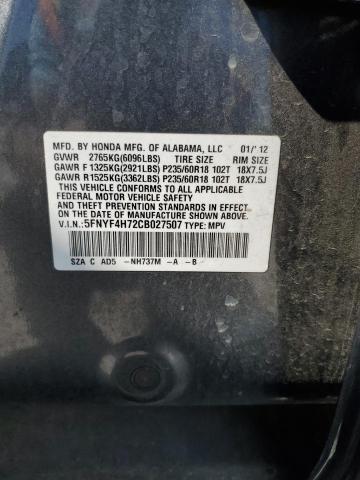 MFD. BY HONDA MFG. OF ALABAMA, LLC 01/'12
GVWR 2765KG(6096LBS) TIRE SIZE RIM SIZE
GAWR F 1325KG(2921LBS) P235/60R18 102T 18X7.5J
GAWR R 1525KG(3362LBS) P235/60R18 102T 18X7.5J
THIS VEHICLE CONFORMS TO ALL APPLICABLE
FEDERAL MOTOR VEHICLE SAFETY
AND THEFT PREVENTION STANDARDS IN EFFECT ON THE
DATE OF MANUFACTURE SHOWN ABOVE.
V.I.N.:5FNYF4H72CB027507 TYPE: MPV
SZA C AD5 -NH737M -A -B